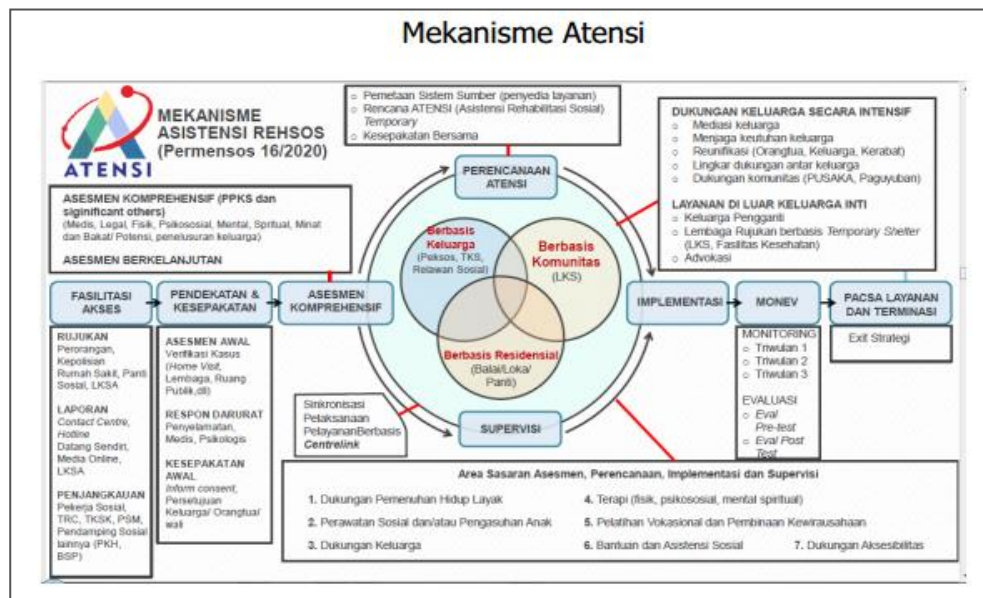 Mekanisme Atensi
ATENSI
MEKANISME
ASISTENSI REHSOS
(Permensos 16/2020)
o Pemetaan Sistem Sumber (penyedia layanan)
o Rencana ATENSI (Asistensi Rehabilitasi Sosial)
Temporary
o Kesepakatan Bersama
PERENCANAAN
ATENSI
DUKUNGAN KELUARGA SECARA INTENSIF
o Mediasi keluarga
o Menjaga keutuhan keluarga
o Reunifikasi (Orangtua, Keluarga, Kerabat)
o Lingkar dukungan antar keluarga
o Dukungan komunitas (PUSAKA, Paguyuban)
LAYANAN DI LUAR KELUARGA INTI
o Keluarga Pengganti
o Lembaga Rujukan berbasis Temporary Shelter
(LKS, Fasilitas Kesehatan)
o Advokasi
ASESMEN KOMPREHENSIF (PPKS dan
siginificant others)
(Medis, Legal, Fisik, Psikososial, Mental, Spritual, Minat
dan Bakat/ Potensi, penelusuran keluarga)
ASESMEN BERKELANJUTAN
Berbasis
Keluarga
(Peksos, TKS,
Relawan Sosial)
Berbasis
Komunitas
(LKS)
Berbasis Residensial
(Balai/Loka/
Panti)
FASILITASI
AKSES
PENDEKATAN &
KESEPAKATAN
ASESMEN
KOMPREHENSIF
IMPLEMENTASI
MONEV
PACSA LAYANAN
DAN TERMINASI
RUJUKAN
Perorangan,
Kepolisian
Rumah Sakit, Panti
Sosial, LKSA
LAPORAN
Contact Centre,
Hotline
Datang Sendiri,
Media Online,
LKSA
PENJANGKAUAN
Pekerja Sosial,
TRC, TKSK, PSM,
Pendamping Sosial
lainnya (PKH,
BSP)
ASESMEN AWAL
Verifikasi Kasus
(Home Visit,
Lembaga, Ruang
Publik,dll)
RESPON DARURAT
Penyelamatan,
Medis, Psikologis
KESEPAKATAN
AWAL
Inform consent,
Persetujuan
Keluarga/ Orangtua/
wali
Sinkronisasi
Pelaksanaan
PelayananBerbasis
Centrelink
SUPERVISI
MONITORING
o Triwulan 1
o Triwulan 2
o Triwulan 3
EVALUASI
o Eval
Pre-test
o Eval Post
Test
Exit Strategi
Area Sasaran Asesmen, Perencanaan, Implementasi dan Supervisi
1. Dukungan Pemenuhan Hidup Layak
2. Perawatan Sosial dan/atau Pengasuhan Anak
3. Dukungan Keluarga
4. Terapi (fisik, psikososial, mental spiritual)
5. Pelatihan Vokasional dan Pembinaan Kewirausahaan
6. Bantuan dan Asistensi Sosial
7. Dukungan Aksesibilitas